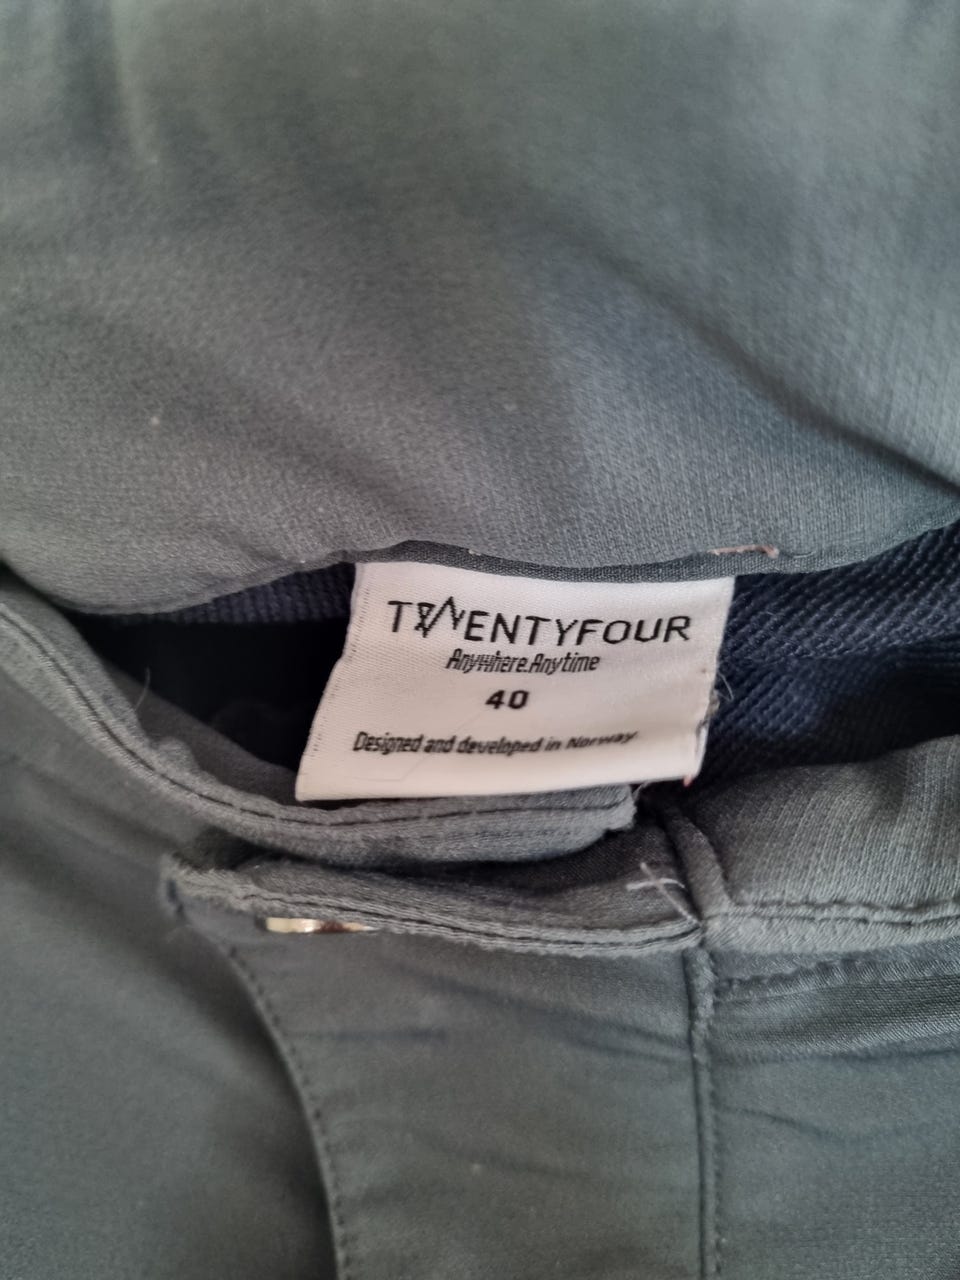 TWENTYFOUR
Anywhere.Anytime
40
Designed and developed in Norway.